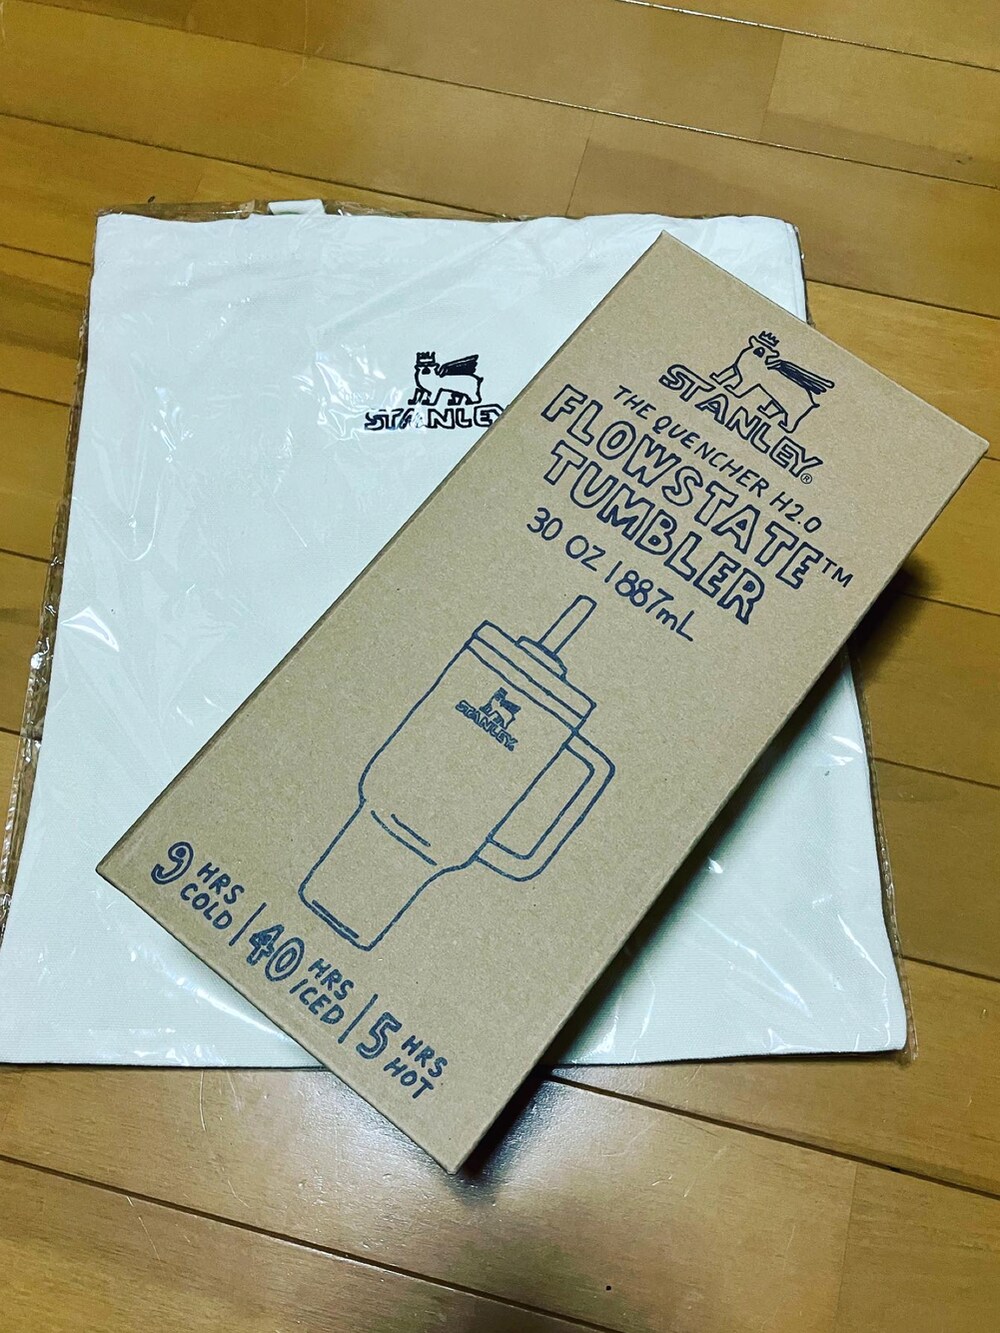 STANLEY
STANLEY®
THE QUENCHER H2.0
FLOWSTATE™
TUMBLER
30 OZ | 887mL
STANLEY
9 HRS COLD | 40 HRS ICED | 5 HRS HOT